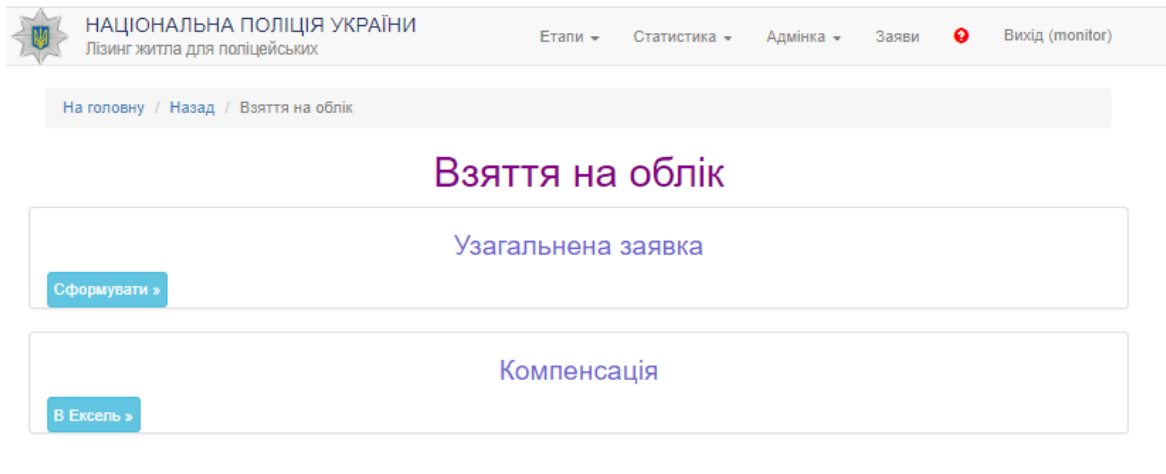 НАЦІОНАЛЬНА ПОЛІЦІЯ УКРАЇНИ
Лізинг житла для поліцейських
Етапи Статистика Адмінка Заяви Вихід (monitor)
На головну / Назад / Взяття на облік
Взяття на облік
Узагальнена заявка
Сформувати »
Компенсація
В Ексель »